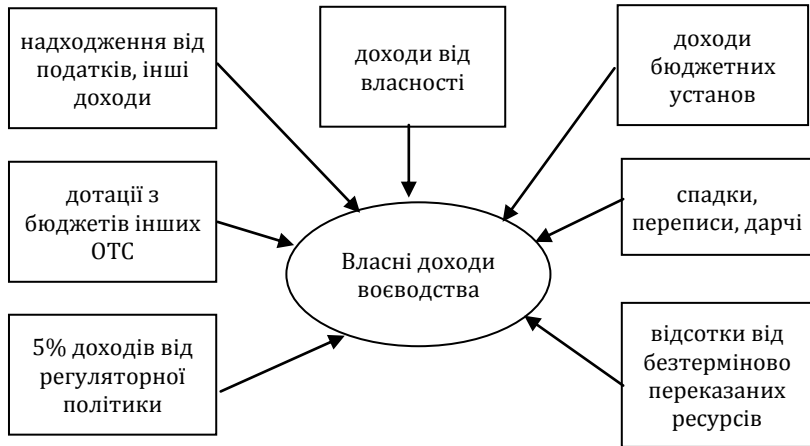 надходження від
податків, інші
доходи
доходи від
власності
доходи
бюджетних
установ
дотації з
бюджетів інших
ОТС
спадки,
переписи, дарчі
Власні доходи
воєводства
5% доходів від
регуляторної
політики
відсотки від
безтерміново
переказаних
ресурсів